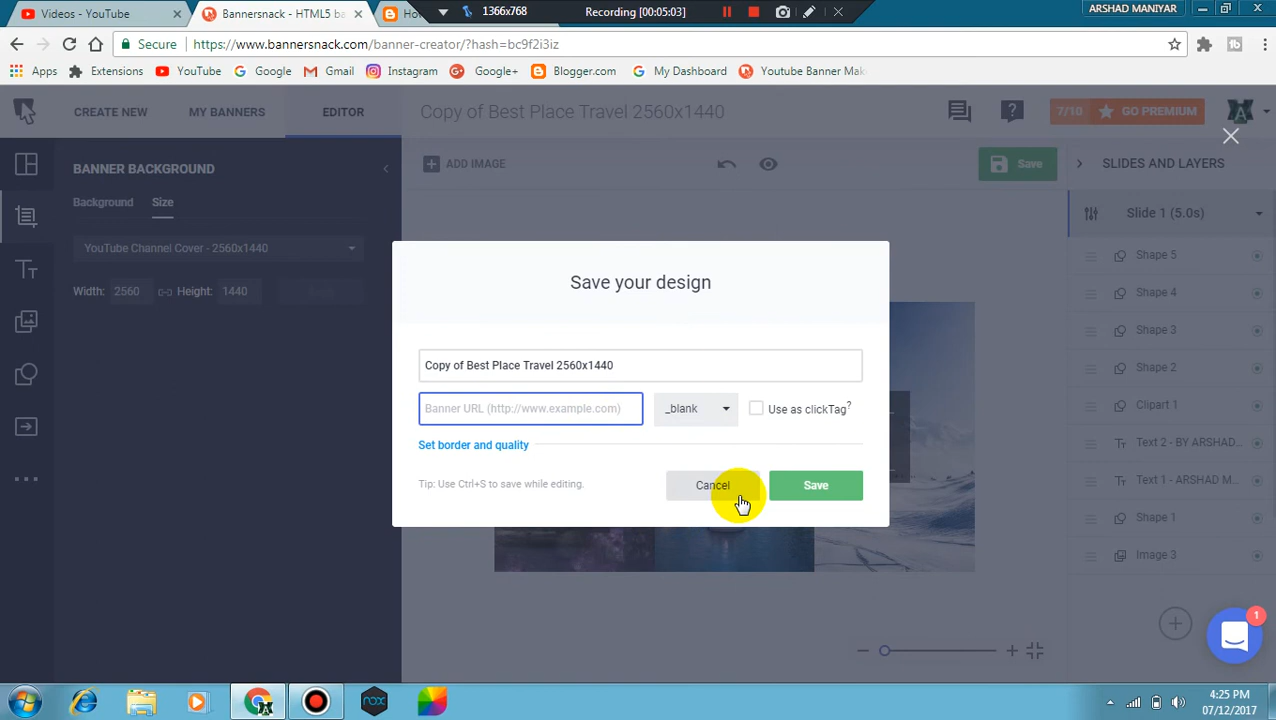 Videos - YouTube
Bannersnack - HTML5 ba
1366x768
Recording (00:05:03)
ARSHAD MANIYAR
Secure
https://www.bannersnack.com/banner-creator/?hash=bc9f2i3iz
Apps
Extensions
YouTube
Google
Gmail
Instagram
Google+
Blogger.com
My Dashboard
Youtube Banner Mak
CREATE NEW
MY BANNERS
EDITOR
Copy of Best Place Travel 2560x1440
7/10
GO PREMIUM
BANNER BACKGROUND
ADD IMAGE
Save
SLIDES AND LAYERS
Background
Size
Slide 1 (5.0s)
YouTube Channel Cover - 2560x1440
Width:
2560
Height:
1440
Shape 5
Shape 4
Shape 3
Shape 2
Clipart 1
Text 2 - BY ARSHAD...
Text 1 - ARSHAD M...
Shape 1
Image 3
Save your design
Copy of Best Place Travel 2560x1440
Banner URL (http://www.example.com)
_blank
Use as clickTag?
Set border and quality
Tip: Use Ctrl+S to save while editing.
Cancel
Save
1
nox
4:25 PM
07/12/2017